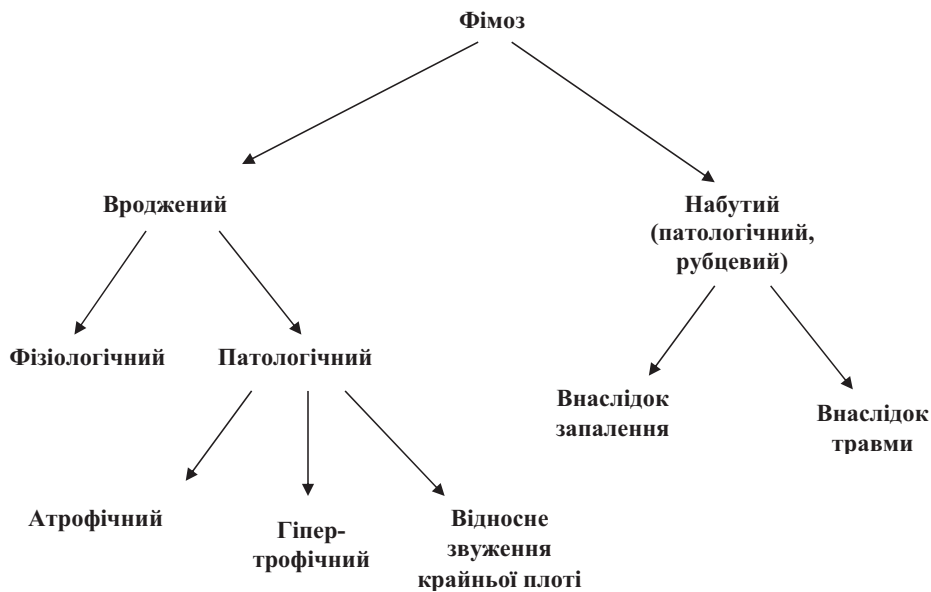 Фімоз
Вроджений
Набутий
(патологічний,
рубцевий)
Фізіологічний
Патологічний
Внаслідок
запалення
Внаслідок
травми
Атрофічний
Гіпер-
трофічний
Відносне
звуження
крайньої плоті